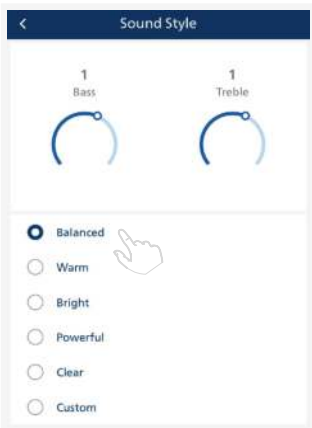 Sound Style
1
Bass
1
Treble
Balanced
Warm
Bright
Powerful
Clear
Custom